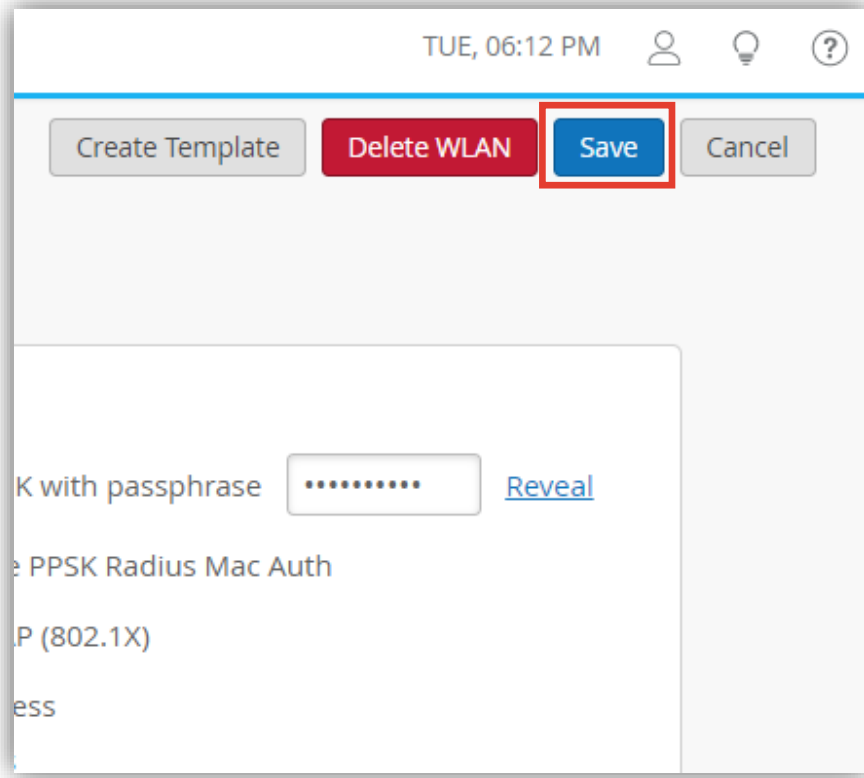 TUE, 06:12 PM ?
Create Template Delete WLAN Save Cancel
K with passphrase •••••••••• Reveal
e PPSK Radius Mac Auth
AP (802.1X)
ess